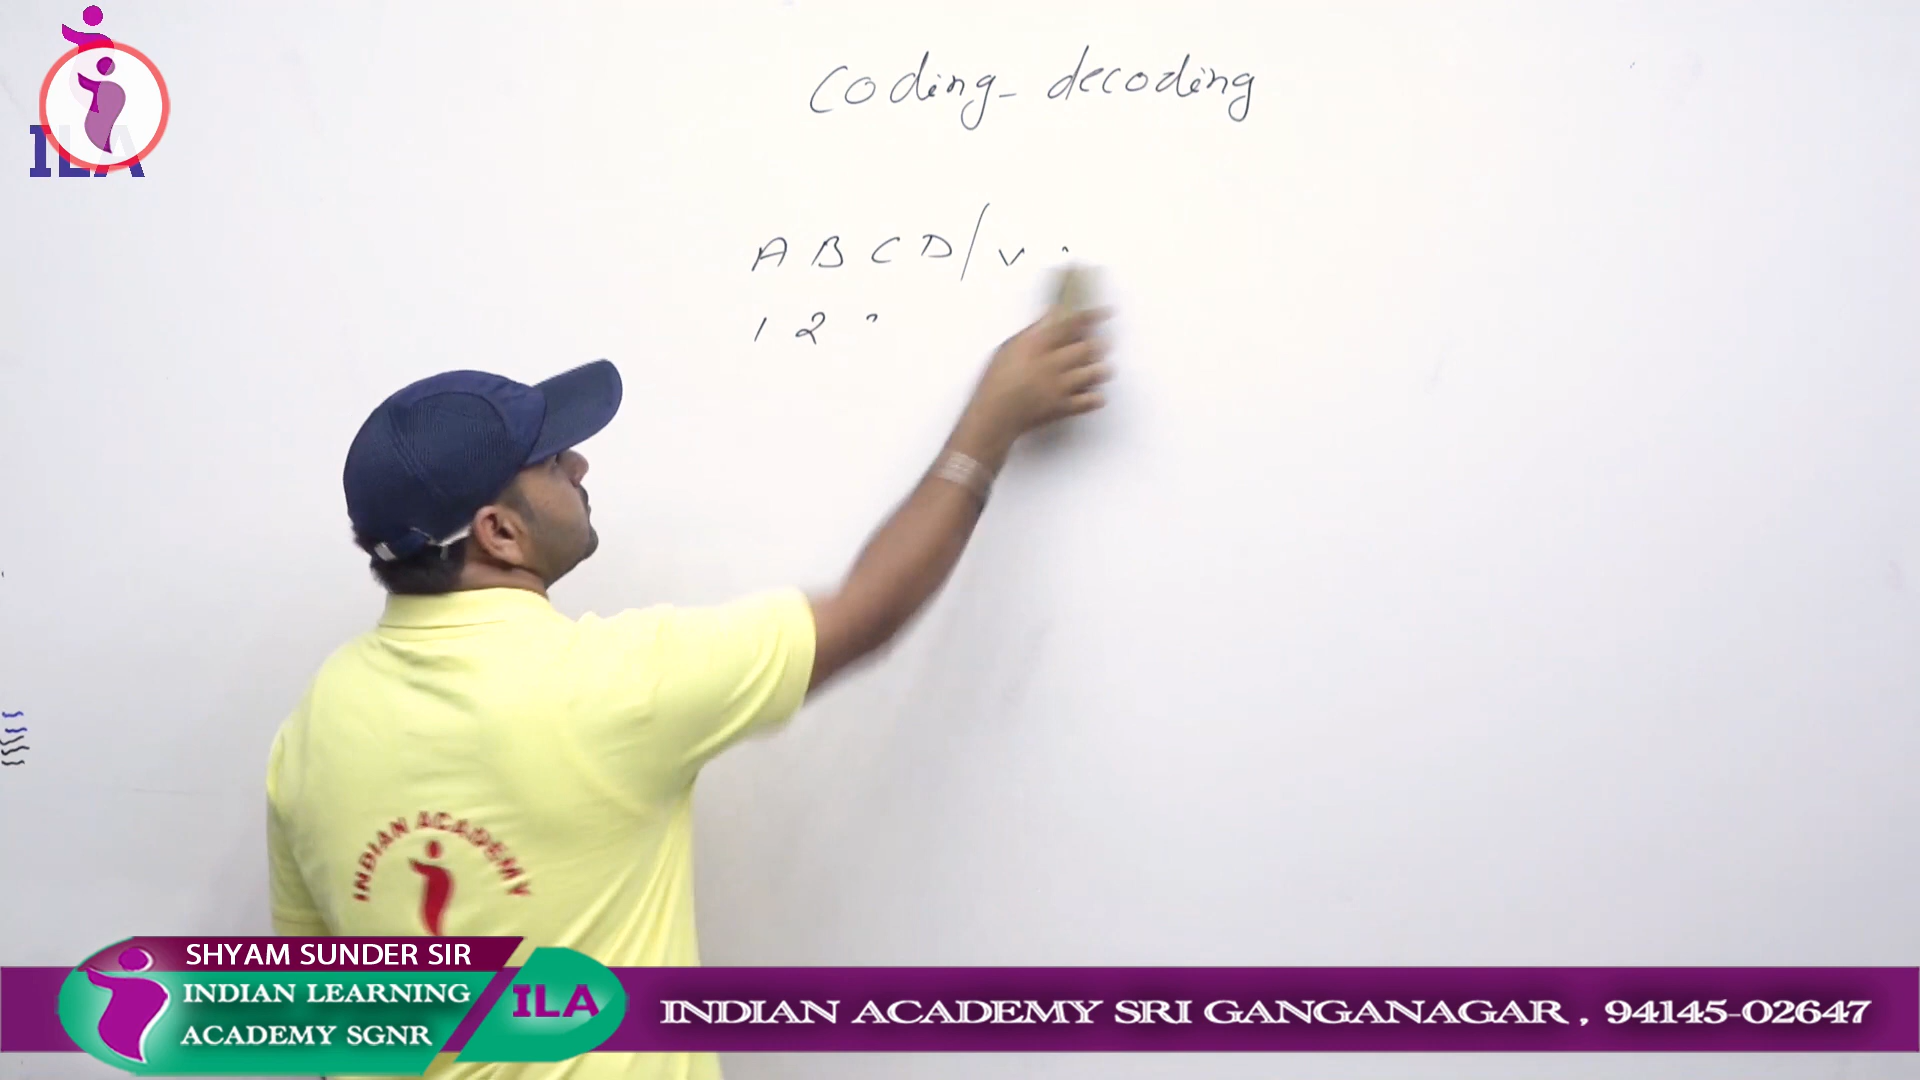 coding- decoding
A B C D / V
1 2
ILA
INDIAN ACADEMY
SHYAM SUNDER SIR
INDIAN LEARNING
ACADEMY SGNR
ILA
INDIAN ACADEMY SRI GANGANAGAR , 94145-02647